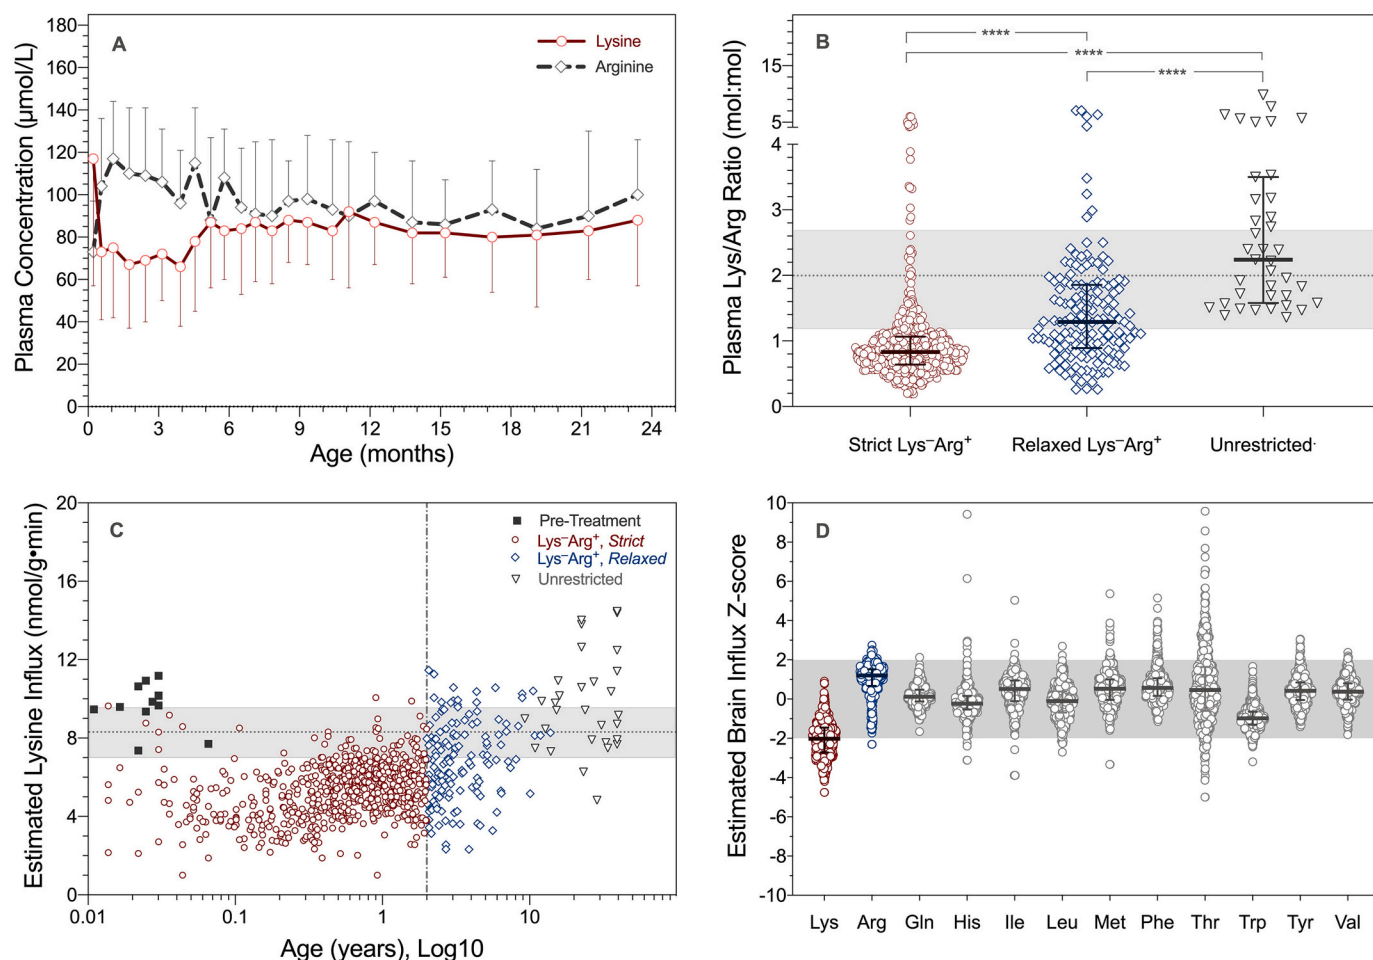 A
Lysine
Arginine
Plasma Concentration (μmol/L)
180
160
140
120
100
80
60
40
20
0
0 3 6 9 12 15 18 21 24
Age (months)
B
**** 
****
****
Plasma Lys/Arg Ratio (mol:mol)
15
5
4
3
2
1
0
Strict Lys⁻Arg⁺ Relaxed Lys⁻Arg⁺ Unrestricted
C
Pre-Treatment
Lys⁻Arg⁺, Strict
Lys⁻Arg⁺, Relaxed
Unrestricted
Estimated Lysine Influx (nmol/g•min)
20
16
12
8
4
0
0.01 0.1 1 10
Age (years), Log10
D
Estimated Brain Influx Z-score
10
8
6
4
2
0
-2
-4
-6
-8
-10
Lys Arg Gln His Ile Leu Met Phe Thr Trp Tyr Val